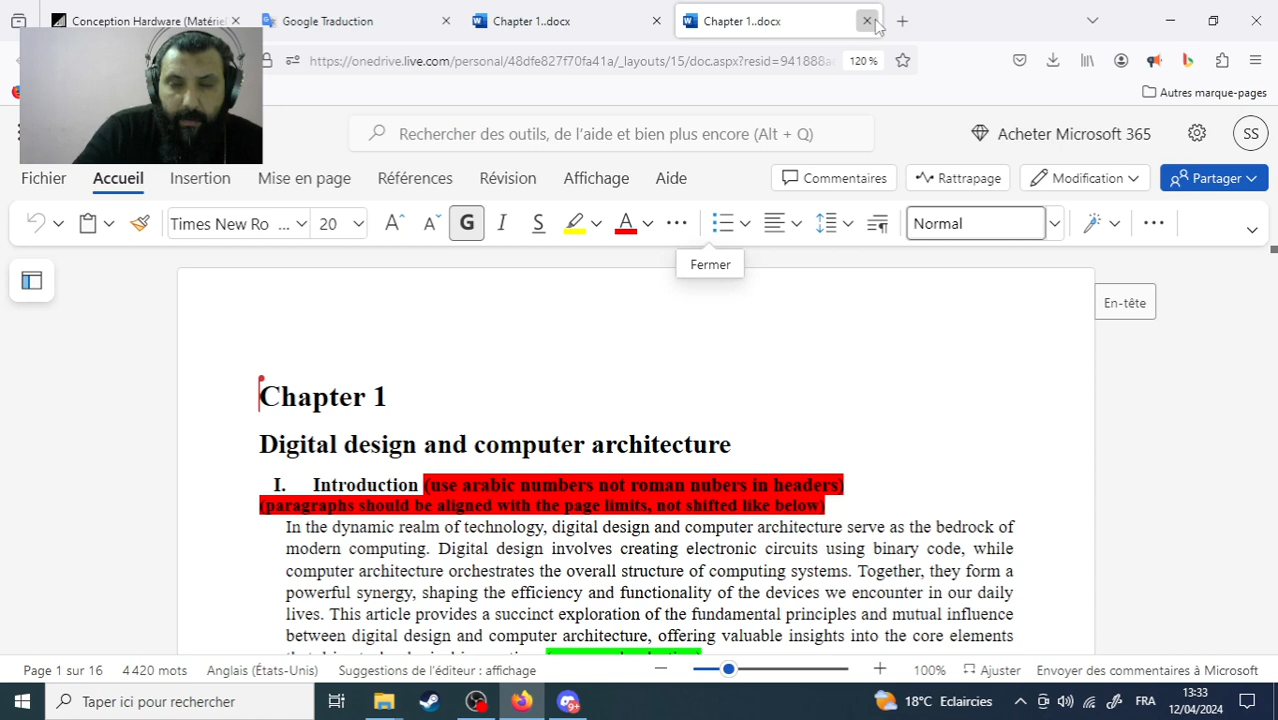 Conception Hardware (Matériel
Google Traduction
Chapter 1..docx
Chapter 1..docx
https://onedrive.live.com/personal/48dfe827f70fa41a/_layouts/15/doc.aspx?resid=941888a
120 %
Autres marque-pages
Rechercher des outils, de l'aide et bien plus encore (Alt + Q)
Acheter Microsoft 365
SS
Fichier Accueil Insertion Mise en page Références Révision Affichage Aide
Commentaires
Rattrapage
Modification
Partager
Times New Ro ...
20
G I S
Normal
Fermer
En-tête
Chapter 1
Digital design and computer architecture
I. Introduction (use arabic numbers not roman nubers in headers)
(paragraphs should be aligned with the page limits, not shifted like below)
In the dynamic realm of technology, digital design and computer architecture serve as the bedrock of
modern computing. Digital design involves creating electronic circuits using binary code, while
computer architecture orchestrates the overall structure of computing systems. Together, they form a
powerful synergy, shaping the efficiency and functionality of the devices we encounter in our daily
lives. This article provides a succinct exploration of the fundamental principles and mutual influence
between digital design and computer architecture, offering valuable insights into the core elements
Page 1 sur 16
4 420 mots
Anglais (États-Unis)
Suggestions de l'éditeur : affichage
100%
Ajuster
Envoyer des commentaires à Microsoft
Taper ici pour rechercher
18°C Eclaircies
FRA
13:33
12/04/2024